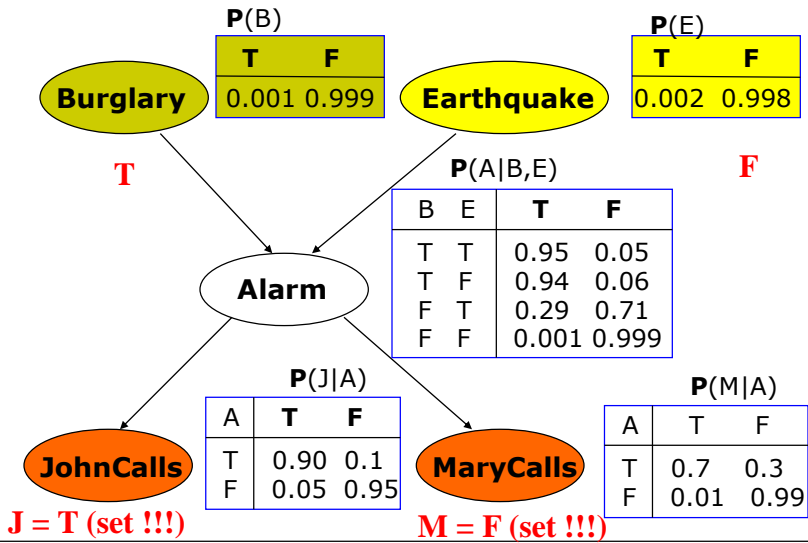 P(B)
T F
0.001 0.999
Burglary
P(E)
T F
0.002 0.998
Earthquake
T
F
P(A|B,E)
B E T F
T T 0.95 0.05
T F 0.94 0.06
F T 0.29 0.71
F F 0.001 0.999
Alarm
P(J|A)
A T F
T 0.90 0.1
F 0.05 0.95
P(M|A)
A T F
T 0.7 0.3
F 0.01 0.99
JohnCalls
MaryCalls
J = T (set !!!)
M = F (set !!!)